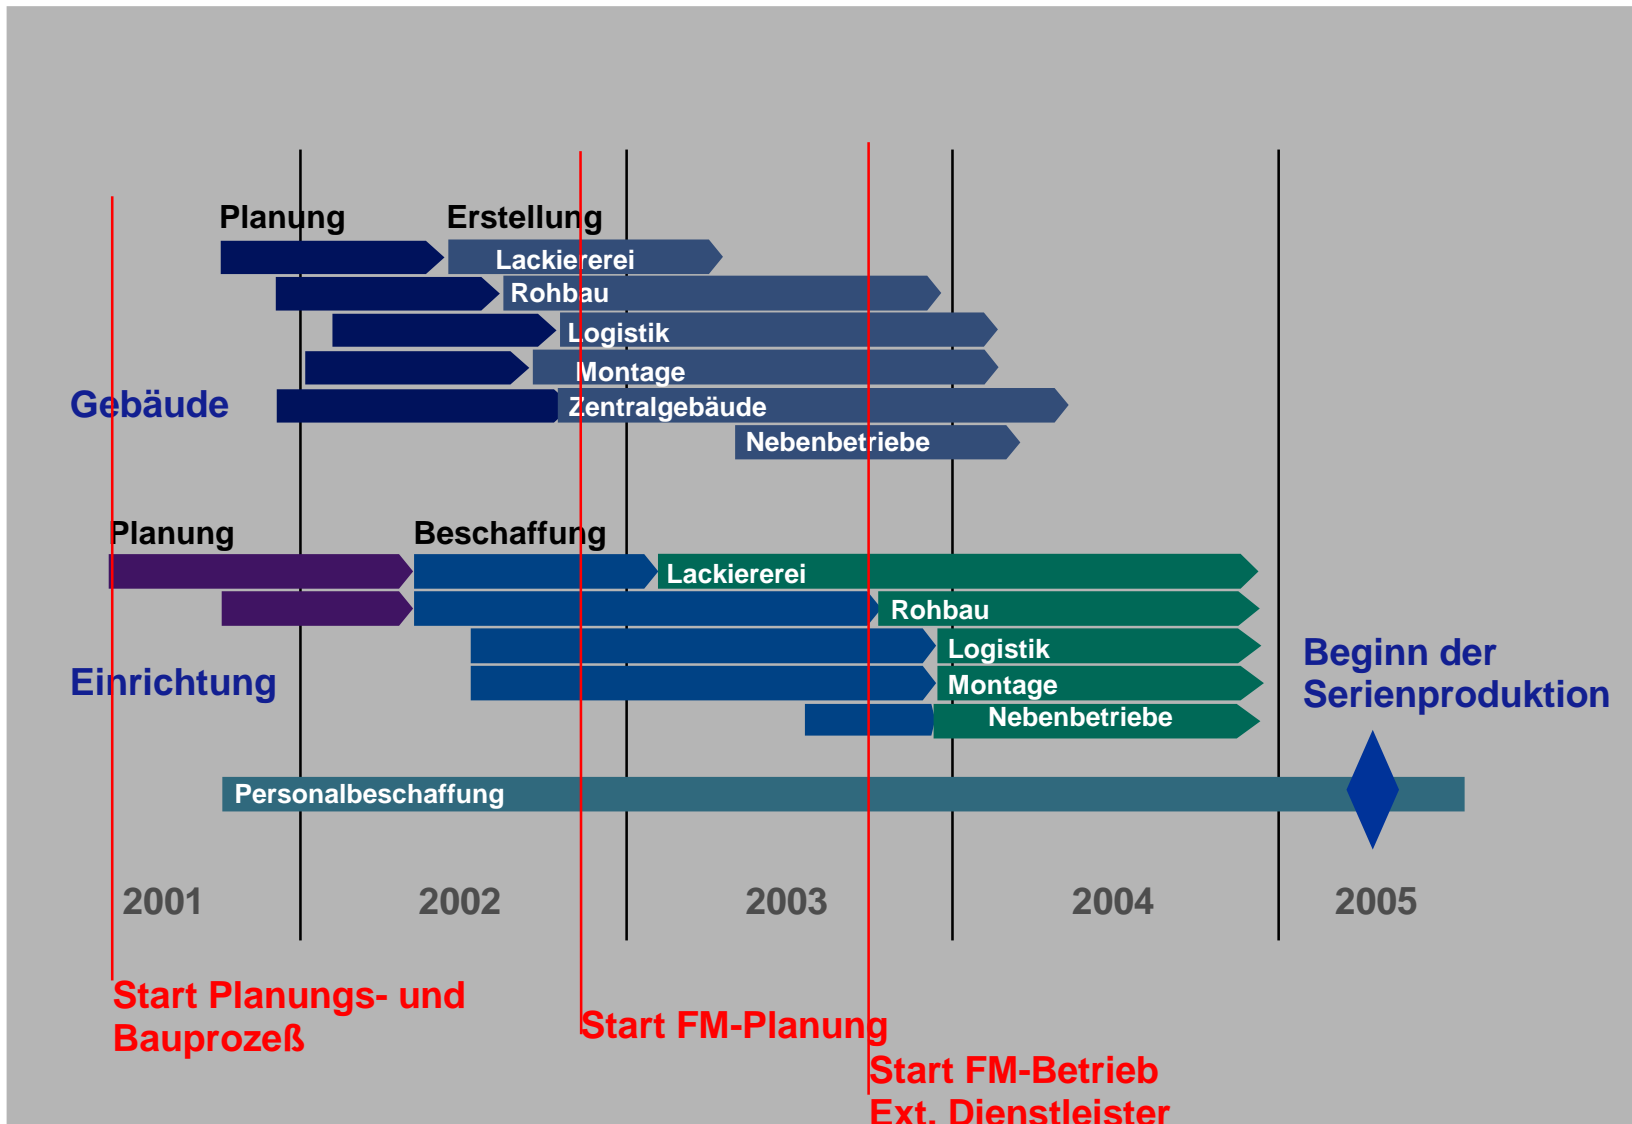 Planung Erstellung
Lackiererei
Rohbau
Logistik
Montage
Gebäude
Zentralgebäude
Nebenbetriebe
Planung Beschaffung
Lackiererei
Rohbau
Logistik
Einrichtung
Montage
Nebenbetriebe
Beginn der
Serienproduktion
Personalbeschaffung
2001 2002 2003 2004 2005
Start Planungs- und
Bauprozeß
Start FM-Planung
Start FM-Betrieb
Ext. Dienstleister